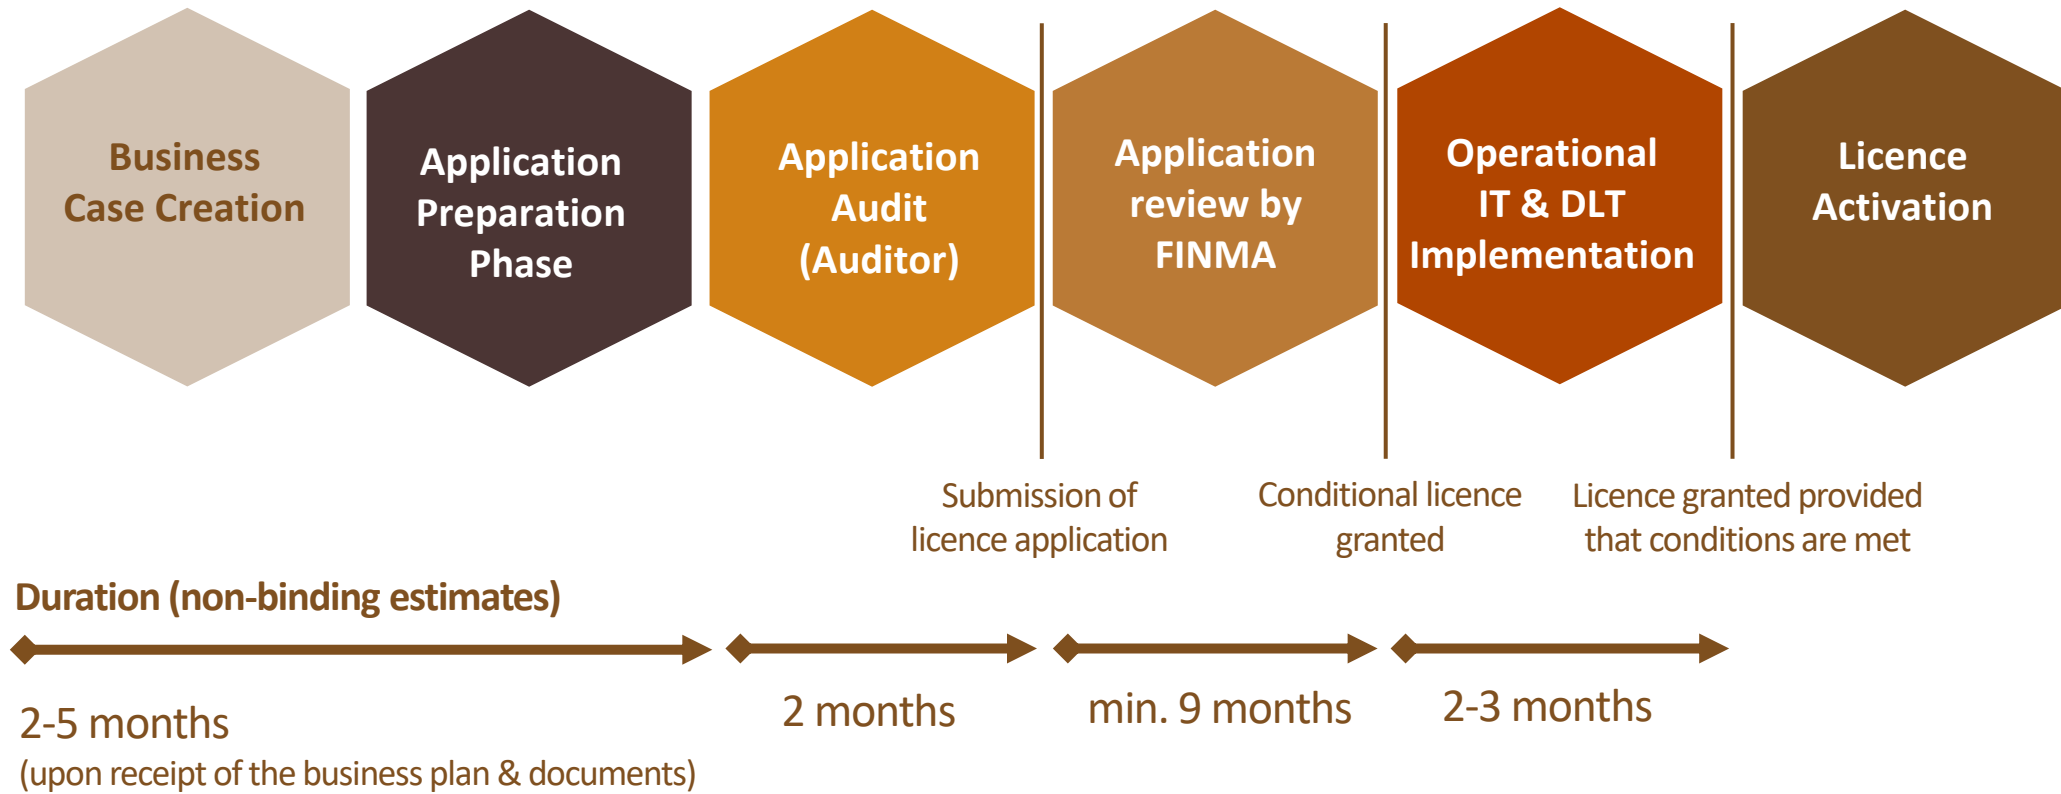 Business
Case Creation
Application
Preparation
Phase
Application
Audit
(Auditor)
Application
review by
FINMA
Operational
IT & DLT
Implementation
Licence
Activation
Submission of
licence application
Conditional licence
granted
Licence granted provided
that conditions are met
Duration (non-binding estimates)
2-5 months
(upon receipt of the business plan & documents)
2 months
min. 9 months
2-3 months